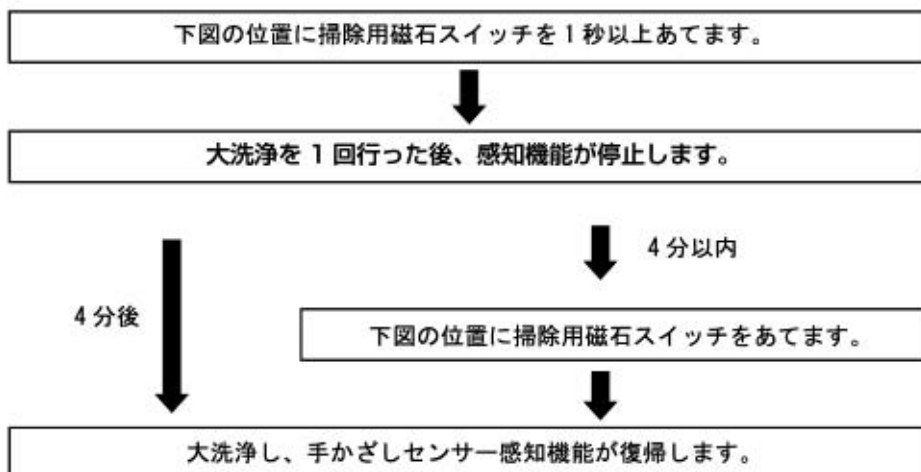 下図の位置に掃除用磁石スイッチを1秒以上あてます。
大洗浄を1回行った後、感知機能が停止します。
4分以内
4分後
下図の位置に掃除用磁石スイッチをあてます。
大洗浄し、手かざしセンサー感知機能が復帰します。